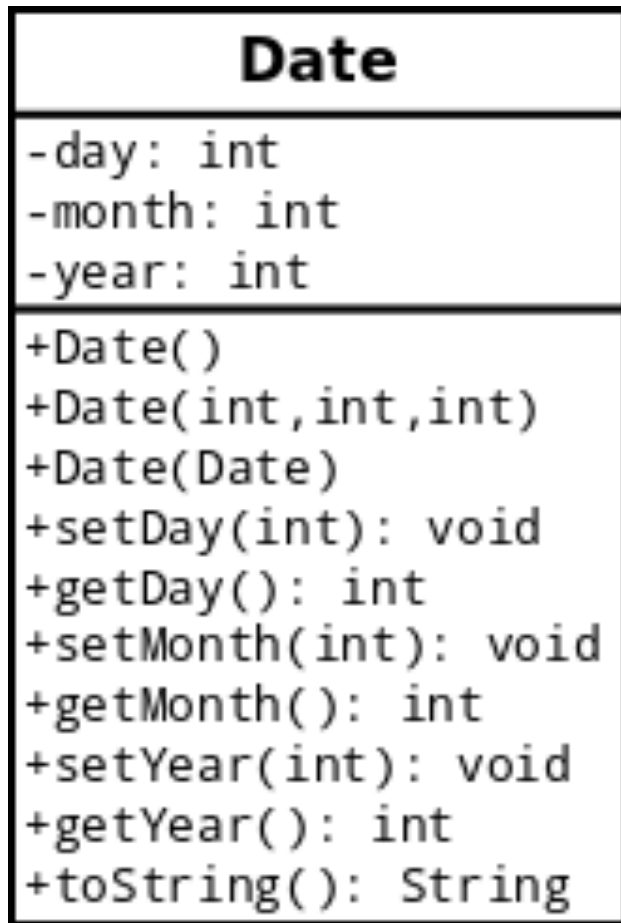 Date
-day: int
-month: int
-year: int
+Date()
+Date(int,int,int)
+Date(Date)
+setDay(int): void
+getDay(): int
+setMonth(int): void
+getMonth(): int
+setYear(int): void
+getYear(): int
+toString(): String